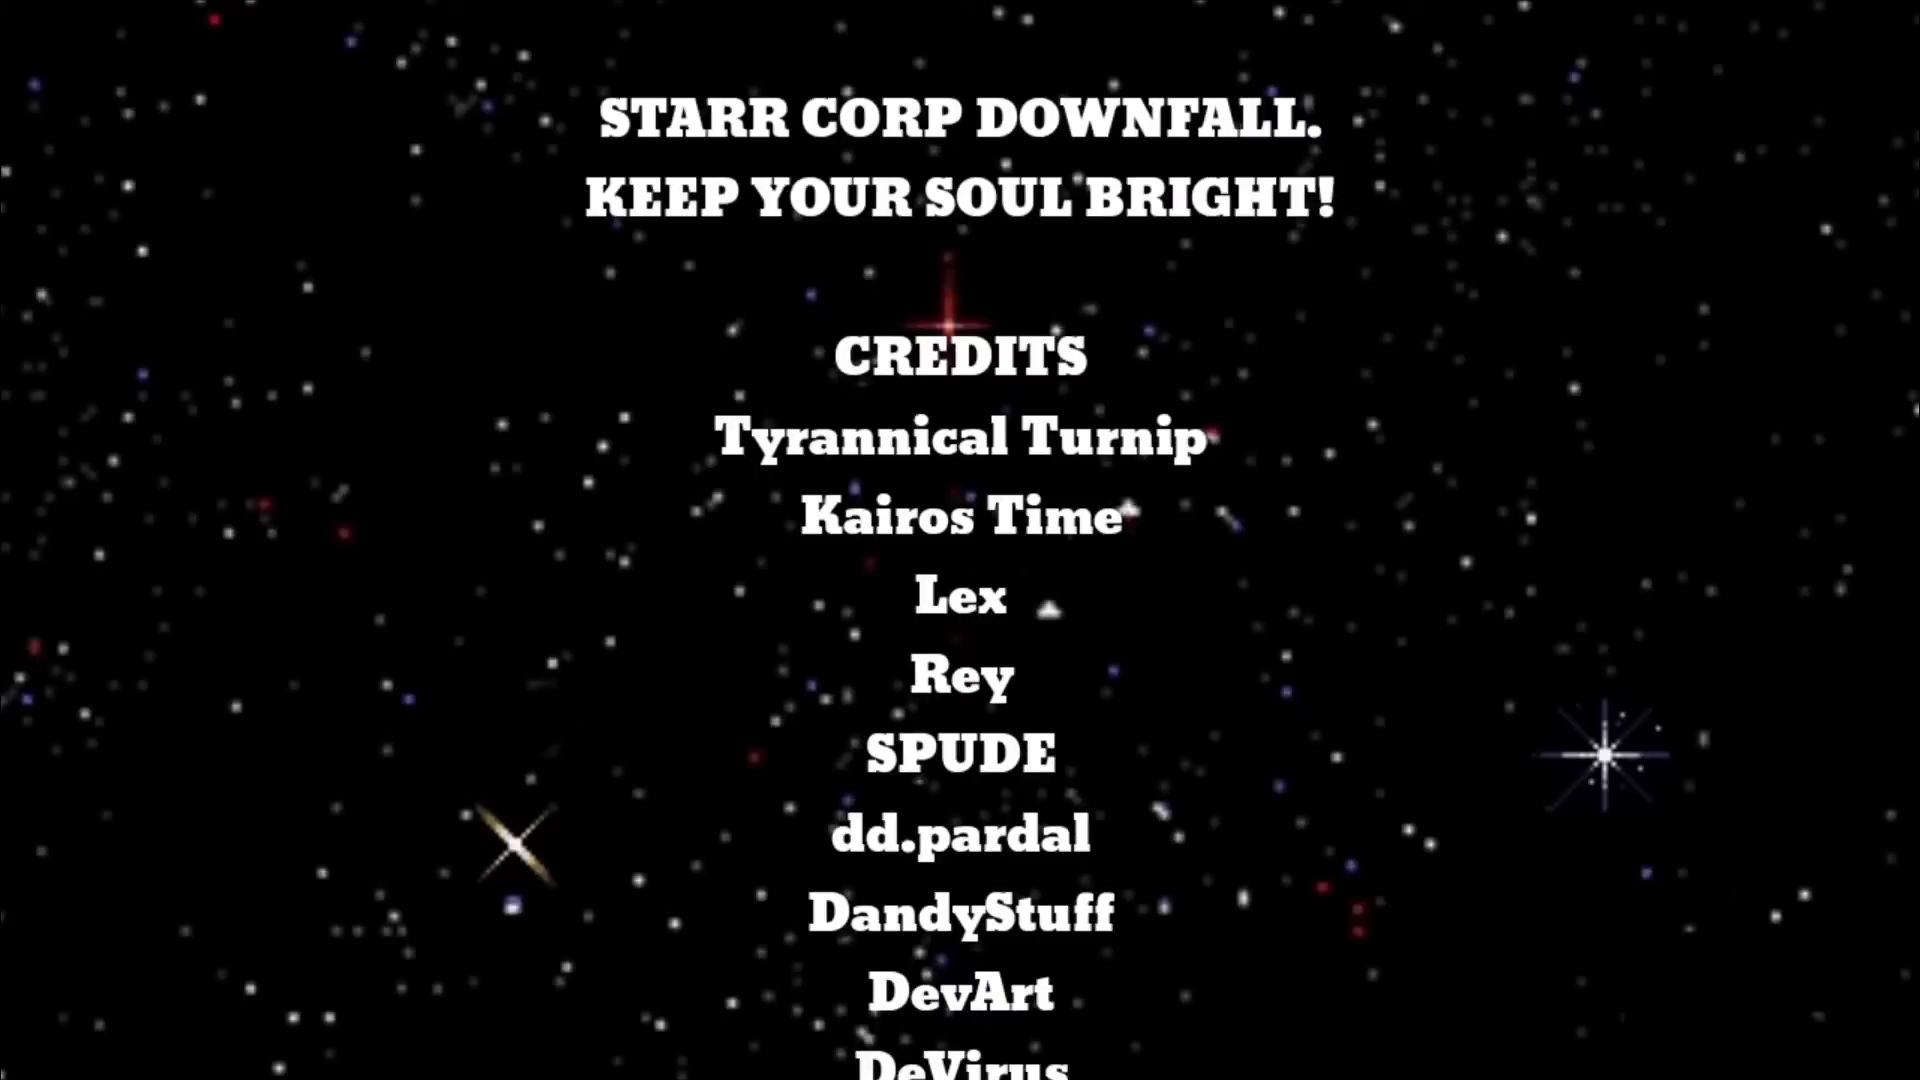 STARR CORP DOWNFALL.
KEEP YOUR SOUL BRIGHT!
CREDITS
Tyrannical Turnip
Kairos Time
Lex
Rey
SPUDE
dd.pardal
DandyStuff
DevArt
DeVirus